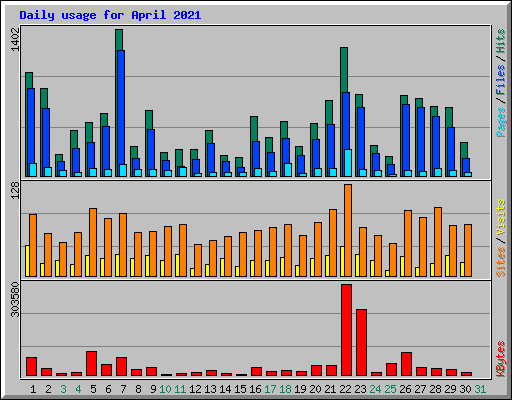 Daily usage for April 2021
1402
Pages / Files / Hits
128
Sites / Visits
303580
KBytes
1 2 3 4 5 6 7 8 9 10 11 12 13 14 15 16 17 18 19 20 21 22 23 24 25 26 27 28 29 30 31